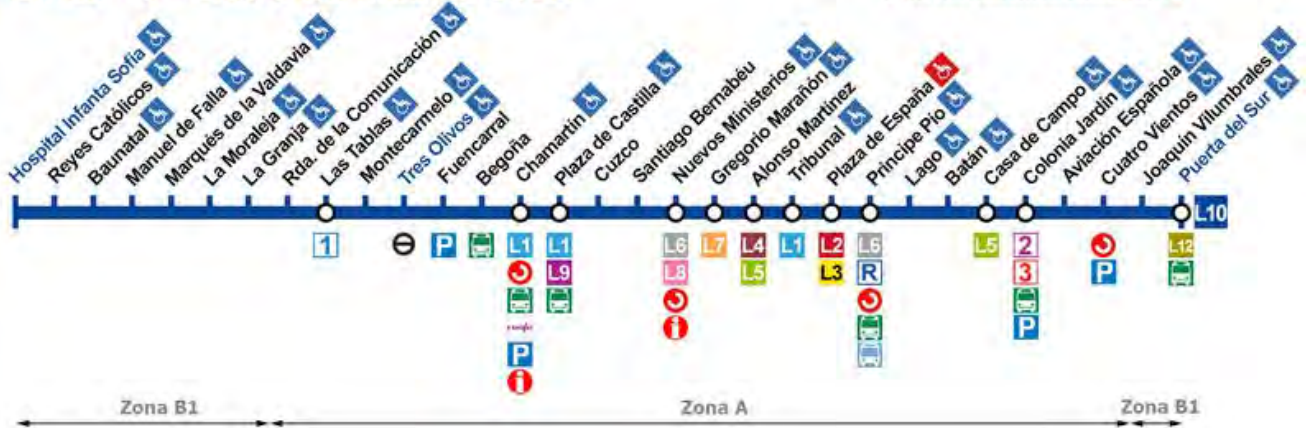 Hospital Infanta Sofía
Reyes Católicos
Baunatal
Manuel de Falla
Marqués de la Valdavia
La Moraleja
La Granja
Rda. de la Comunicación
Las Tablas
Montecarmelo
Tres Olivos
Fuencarral
Begoña
Chamartín
Plaza de Castilla
Cuzco
Santiago Bernabéu
Nuevos Ministerios
Gregorio Marañón
Alonso Martinez
Tribunal
Plaza de España
Principe Pío
Lago
Batán
Casa de Campo
Colonia Jardin
Aviación Española
Cuatro Vientos
Joaquín Vilumbrales
Puerta del Sur
L10
1 P L1 L1 L6 L7 L4 L1 L2 L6 L5 2 L12
L9 L8 L5 L3 R 3 P
i
P P
i
Zona B1 Zona A Zona B1